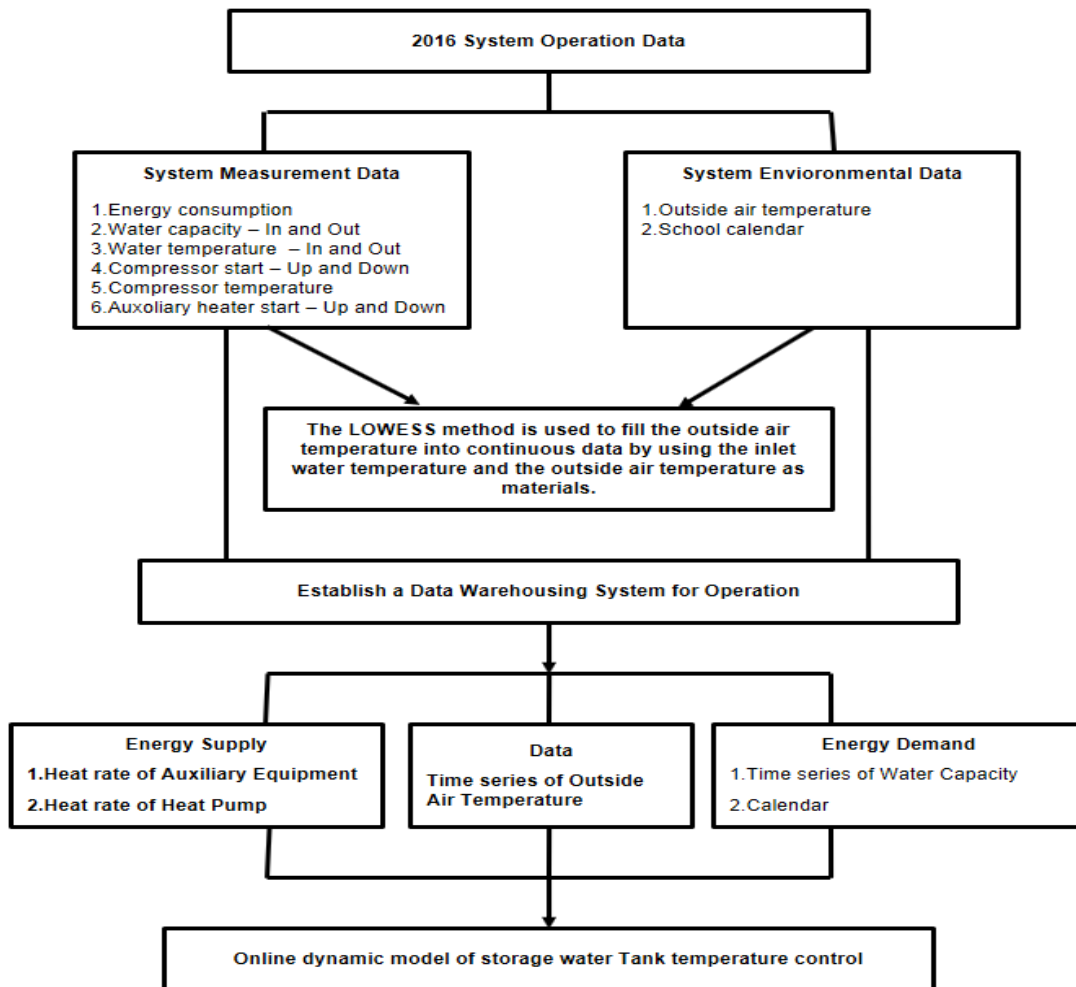 2016 System Operation Data
System Measurement Data
1.Energy consumption
2.Water capacity – In and Out
3.Water temperature – In and Out
4.Compressor start – Up and Down
5.Compressor temperature
6.Auxoliary heater start – Up and Down
System Envioronmental Data
1.Outside air temperature
2.School calendar
The LOWESS method is used to fill the outside air
temperature into continuous data by using the inlet
water temperature and the outside air temperature as
materials.
Establish a Data Warehousing System for Operation
Energy Supply
1.Heat rate of Auxiliary Equipment
2.Heat rate of Heat Pump
Data
Time series of Outside
Air Temperature
Energy Demand
1.Time series of Water Capacity
2.Calendar
Online dynamic model of storage water Tank temperature control